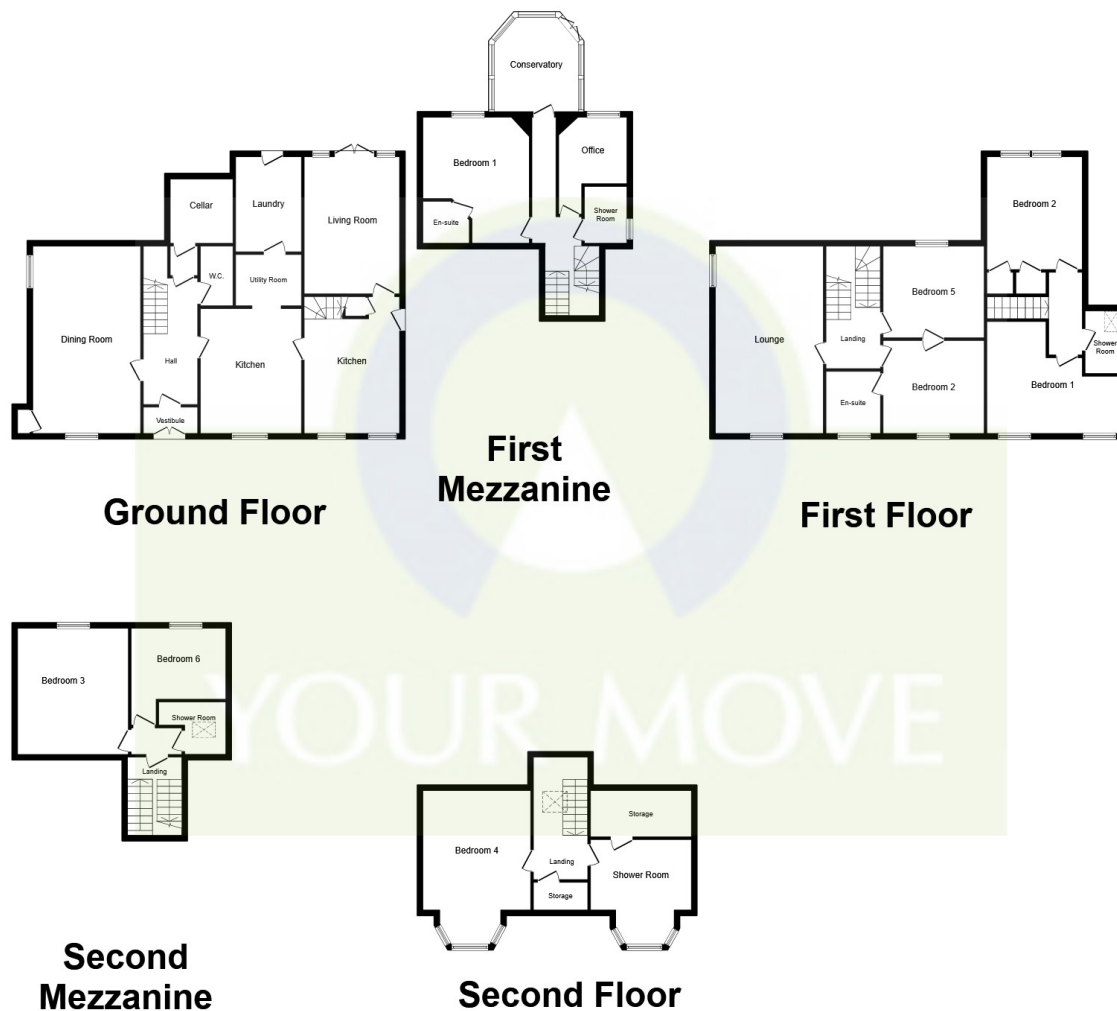 Conservatory
Bedroom 1
Office
En-suite
Shower
Room
Cellar
Laundry
Living Room
W.C.
Utility Room
Dining Room
Hall
Kitchen
Kitchen
Vestibule
Ground Floor
First
Mezzanine
Bedroom 2
Lounge
Landing
Bedroom 5
Bedroom 2
En-suite
Bedroom 1
Shower
Room
First Floor
Bedroom 3
Bedroom 6
Shower Room
Landing
Second
Mezzanine
YOUR MOVE
Bedroom 4
Landing
Storage
Storage
Shower Room
Second Floor